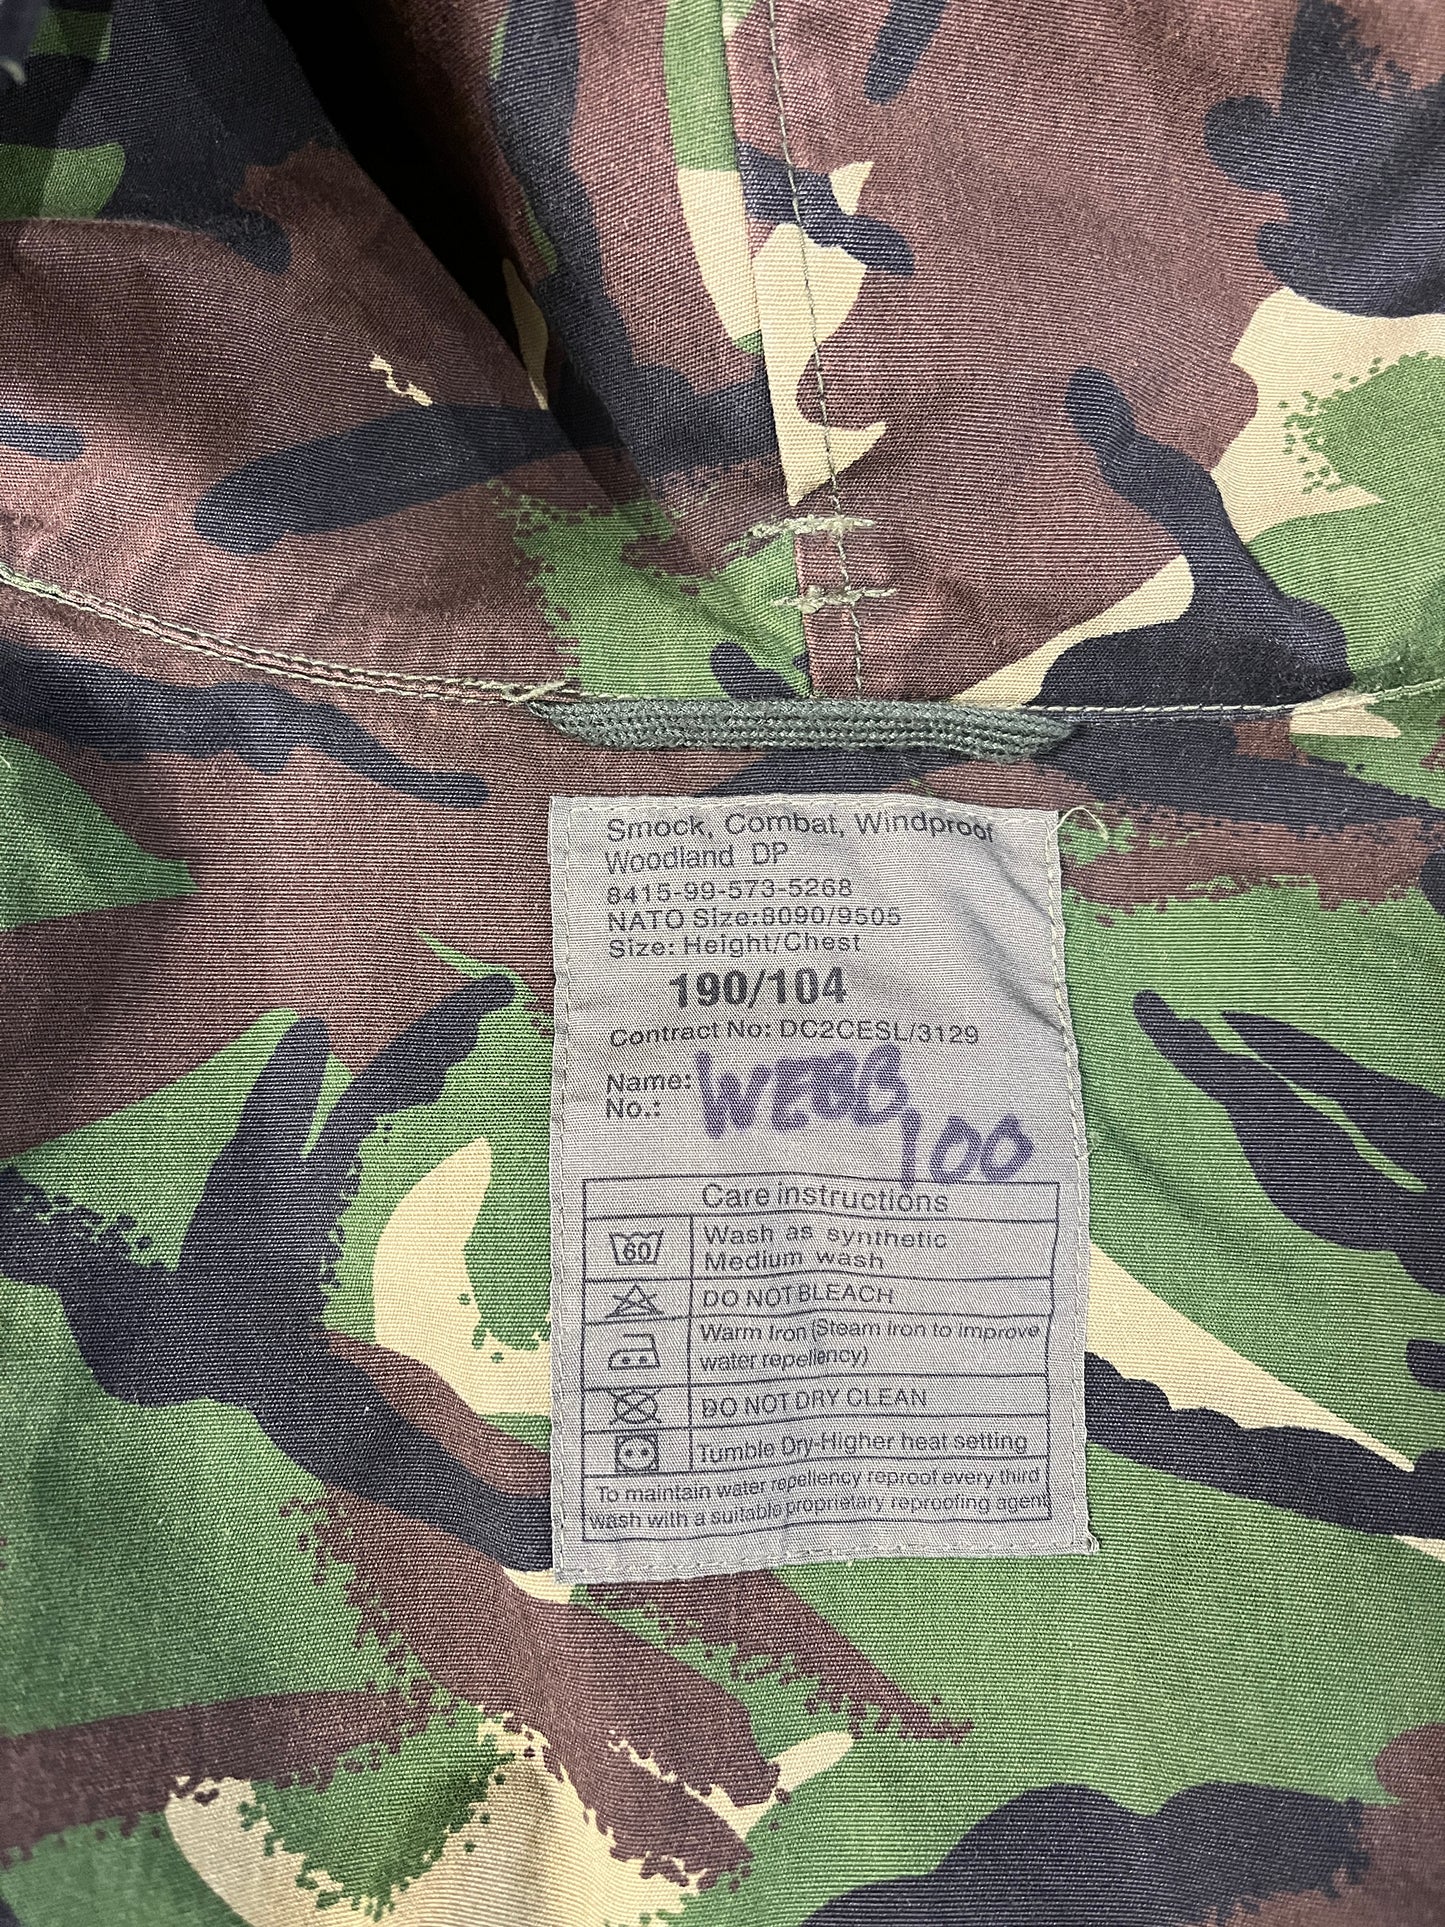 Smock, Combat, Windproof
Woodland DP
8415-99-573-5268
NATO Size:8090/9505
Size: Height/Chest
190/104
Contract No: DC2CESL/3129
Name: WEBB
No.: 100
Care instructions
60 Wash as synthetic
Medium wash
DO NOT BLEACH
Warm Iron (Steam iron to improve
water repellency)
DO NOT DRY CLEAN
Tumble Dry-Higher heat setting
To maintain water repellency reproof every third
wash with a suitable proprietary reproofing agent